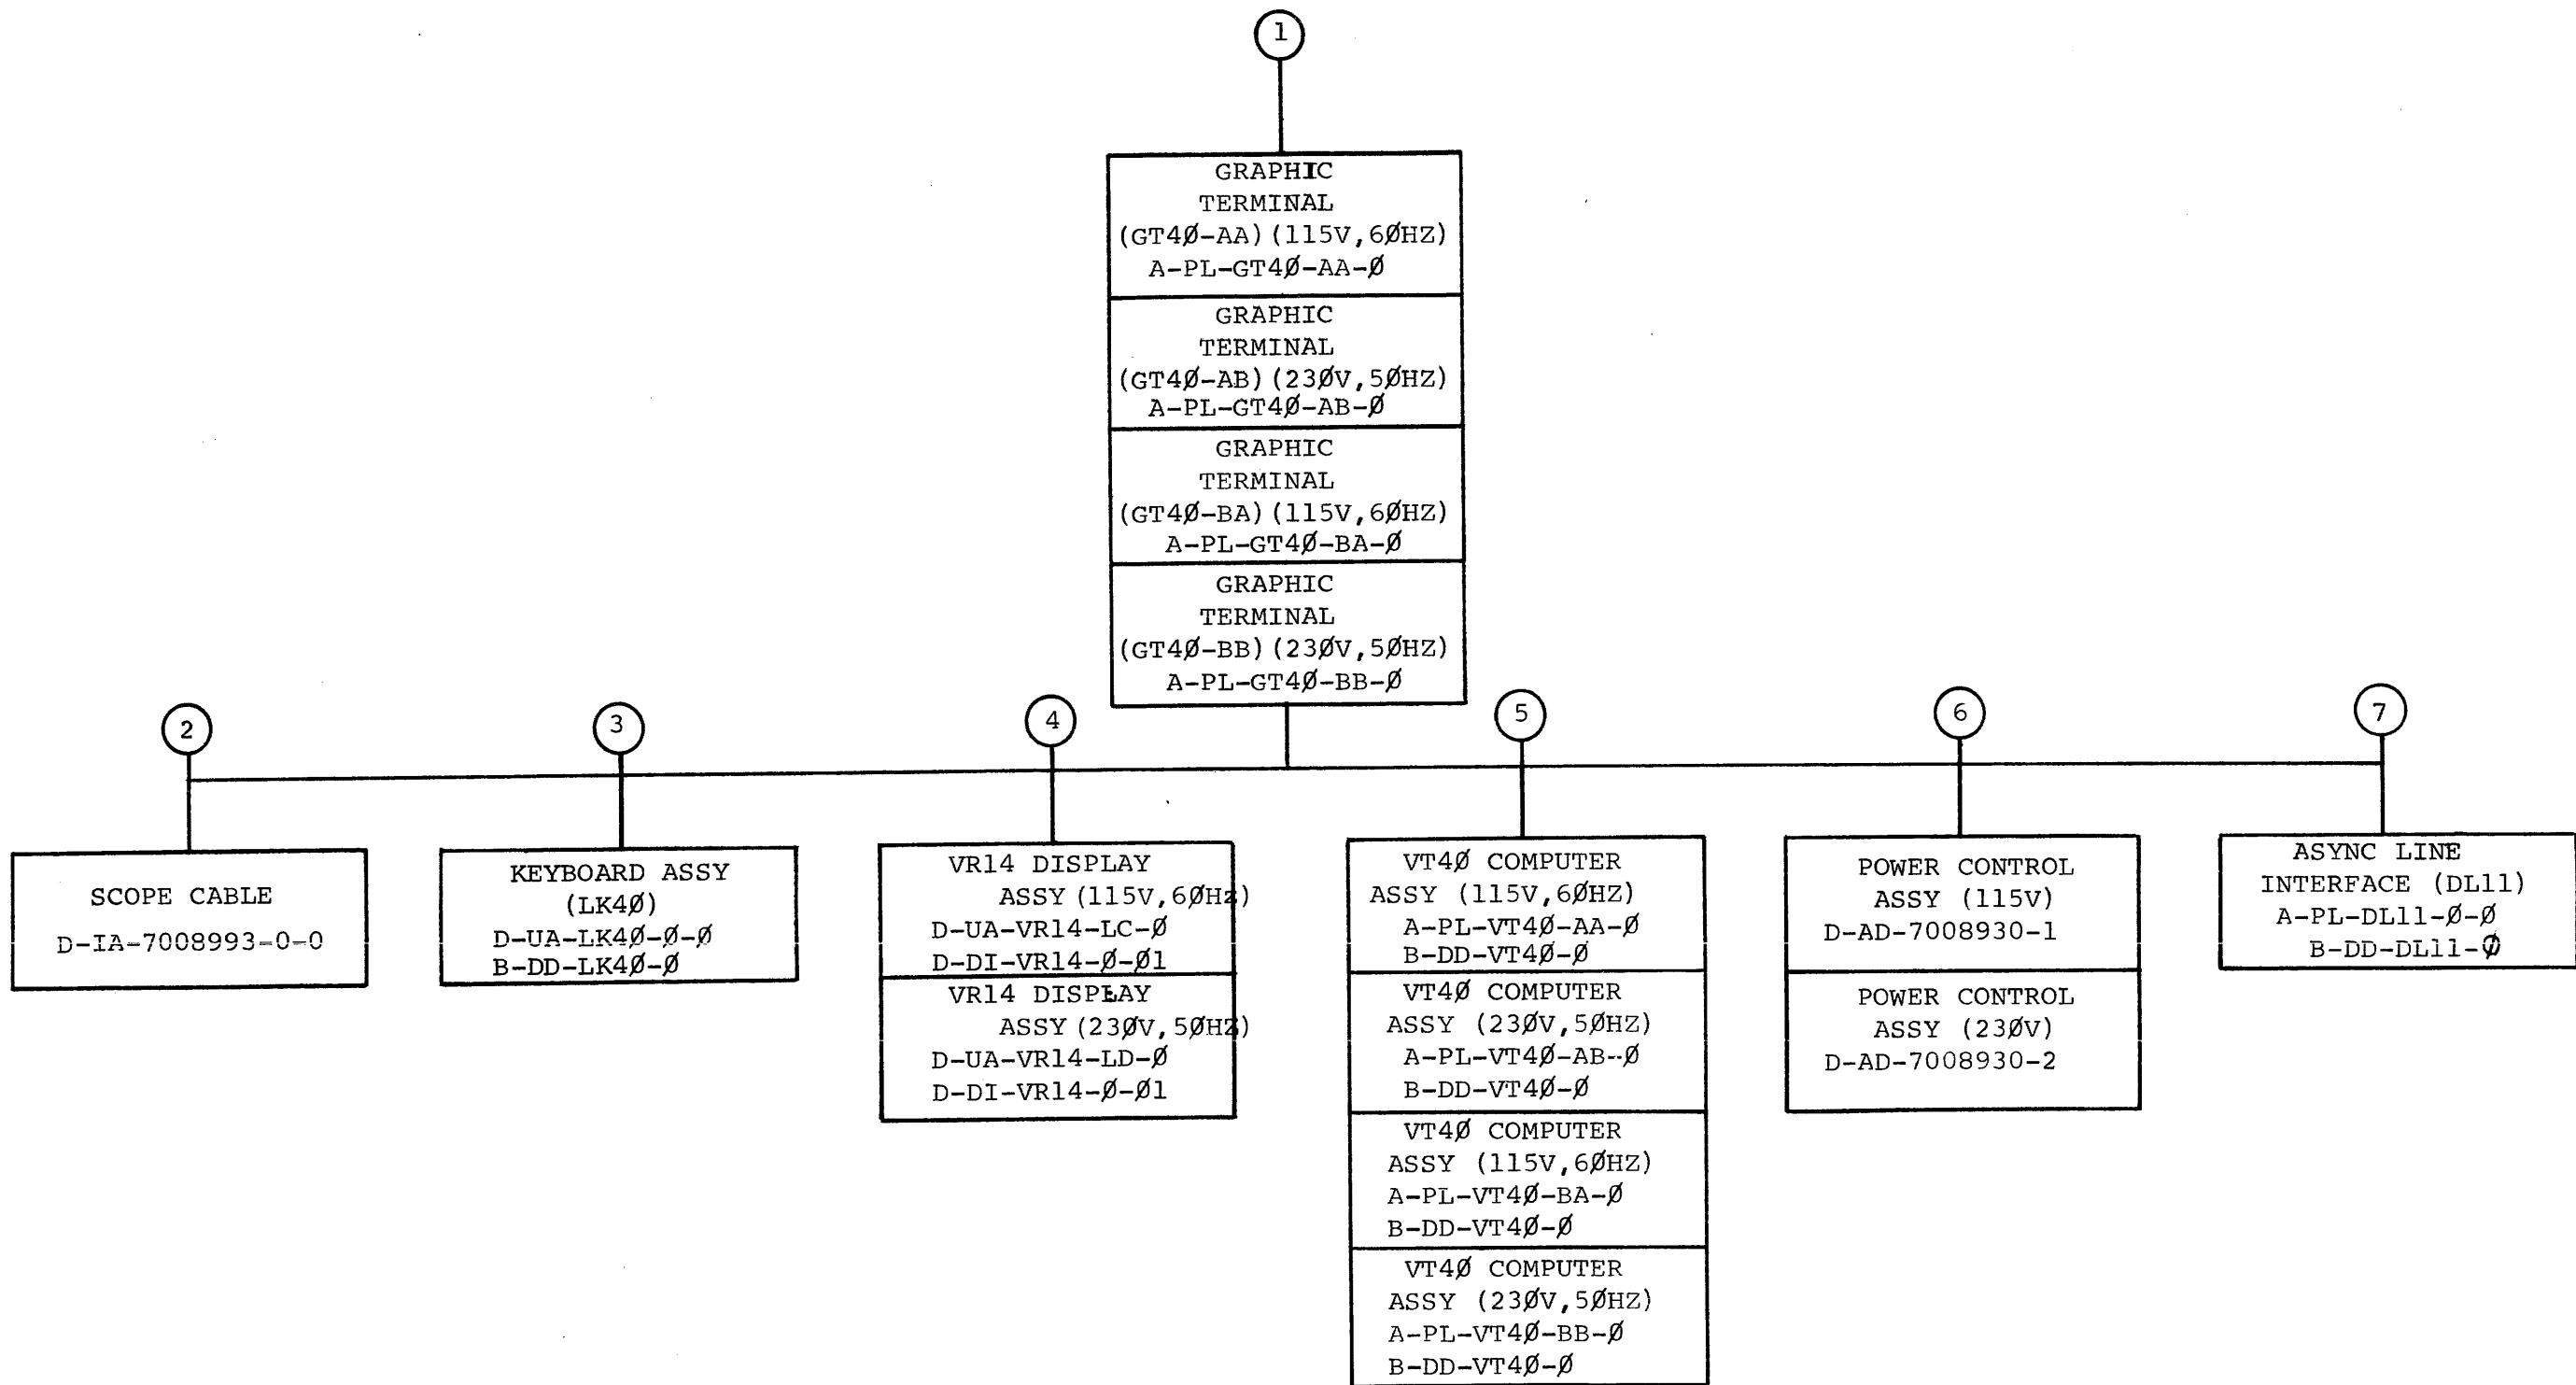 1
GRAPHIC
TERMINAL
(GT4Ø-AA)(115V,6ØHZ)
A-PL-GT4Ø-AA-Ø
GRAPHIC
TERMINAL
(GT4Ø-AB)(23ØV,5ØHZ)
A-PL-GT4Ø-AB-Ø
GRAPHIC
TERMINAL
(GT4Ø-BA)(115V,6ØHZ)
A-PL-GT4Ø-BA-Ø
GRAPHIC
TERMINAL
(GT4Ø-BB)(23ØV,5ØHZ)
A-PL-GT4Ø-BB-Ø
2
SCOPE CABLE
D-IA-7008993-0-0
3
KEYBOARD ASSY
(LK4Ø)
D-UA-LK4Ø-Ø-Ø
B-DD-LK4Ø-Ø
4
VR14 DISPLAY
ASSY (115V,6ØHz)
D-UA-VR14-LC-Ø
D-DI-VR14-Ø-Ø1
VR14 DISPLAY
ASSY (23ØV,5ØHZ)
D-UA-VR14-LD-Ø
D-DI-VR14-Ø-Ø1
5
VT4Ø COMPUTER
ASSY (115V,6ØHZ)
A-PL-VT4Ø-AA-Ø
B-DD-VT4Ø-Ø
VT4Ø COMPUTER
ASSY (23ØV,5ØHZ)
A-PL-VT4Ø-AB-Ø
B-DD-VT4Ø-Ø
VT4Ø COMPUTER
ASSY (115V,6ØHZ)
A-PL-VT4Ø-BA-Ø
B-DD-VT4Ø-Ø
VT4Ø COMPUTER
ASSY (23ØV,5ØHZ)
A-PL-VT4Ø-BB-Ø
B-DD-VT4Ø-Ø
6
POWER CONTROL
ASSY (115V)
D-AD-7008930-1
POWER CONTROL
ASSY (23ØV)
D-AD-7008930-2
7
ASYNC LINE
INTERFACE (DL11)
A-PL-DL11-Ø-Ø
B-DD-DL11-Ø